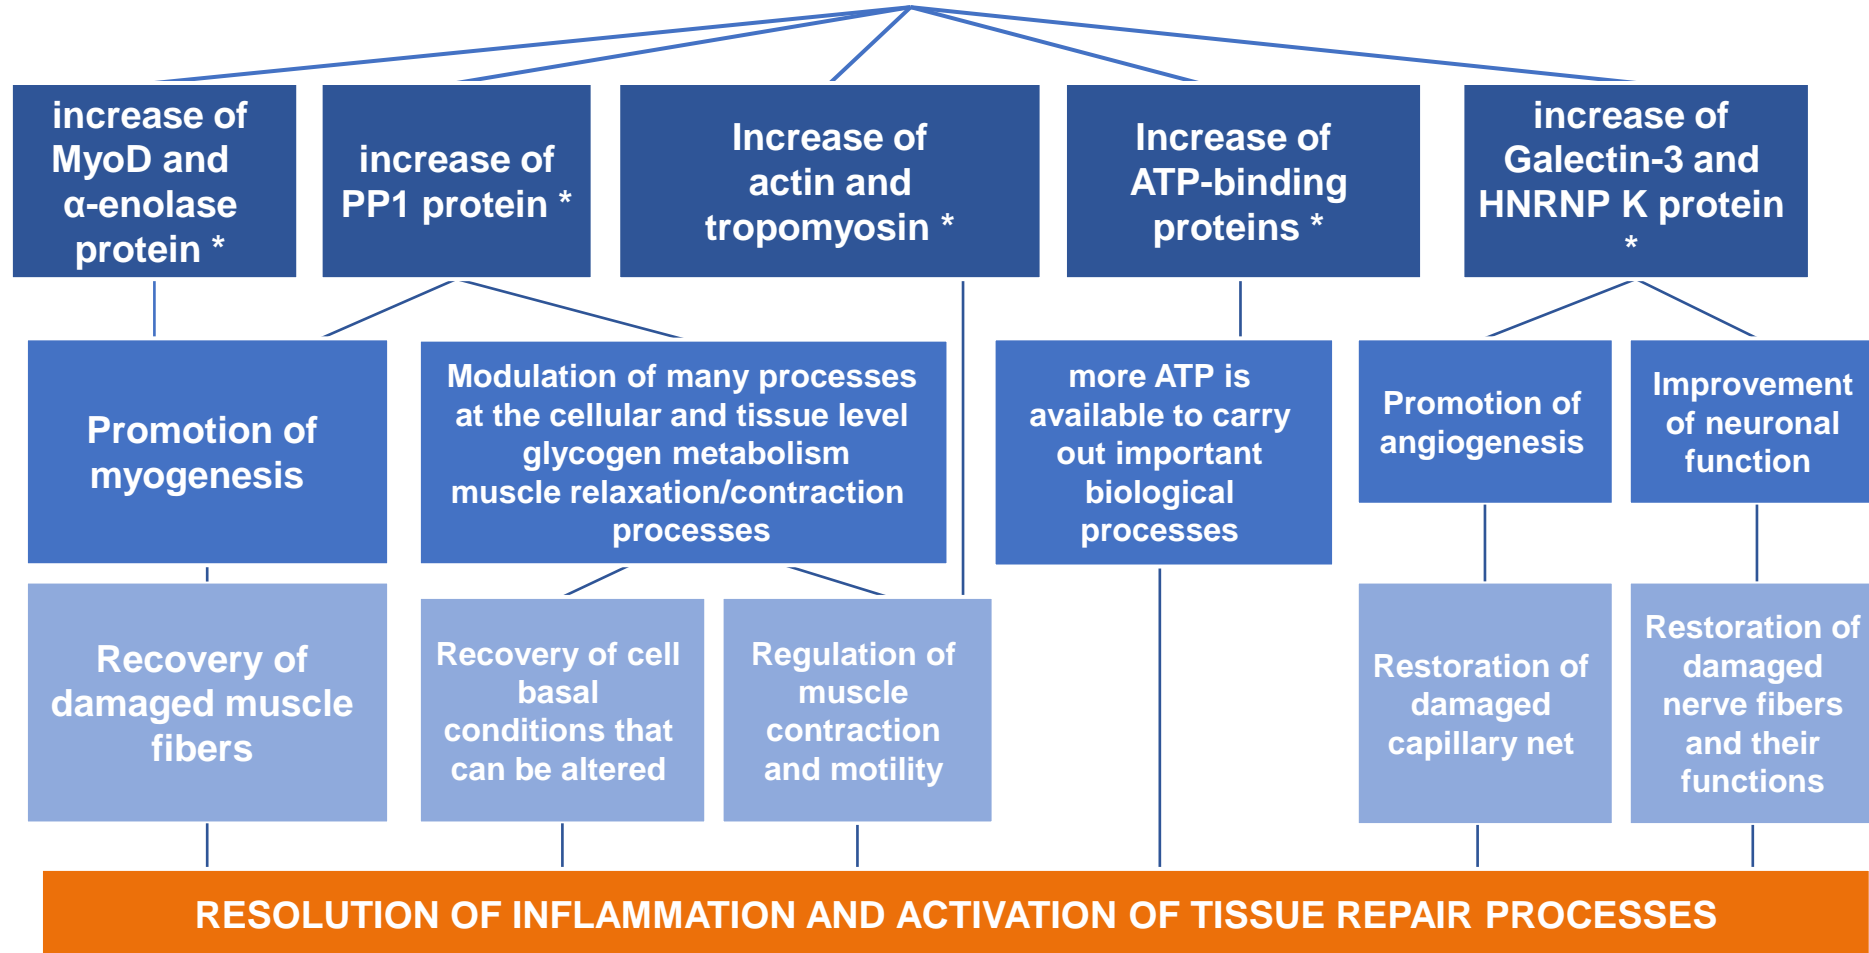 increase of
MyoD and
α-enolase
protein *
increase of
PP1 protein *
Increase of
actin and
tropomyosin *
Increase of
ATP-binding
proteins *
increase of
Galectin-3 and
HNRNP K protein
*
Promotion of
myogenesis
Modulation of many processes
at the cellular and tissue level
glycogen metabolism
muscle relaxation/contraction
processes
more ATP is
available to carry
out important
biological
processes
Promotion of
angiogenesis
Improvement
of neuronal
function
Recovery of
damaged muscle
fibers
Recovery of cell
basal
conditions that
can be altered
Regulation of
muscle
contraction
and motility
Restoration of
damaged
capillary net
Restoration of
damaged
nerve fibers
and their
functions
RESOLUTION OF INFLAMMATION AND ACTIVATION OF TISSUE REPAIR PROCESSES